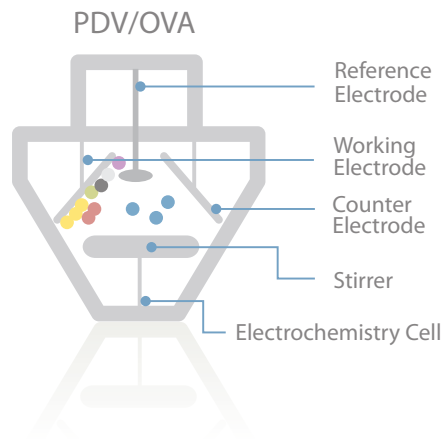 PDV/OVA
Reference
Electrode
Working
Electrode
Counter
Electrode
Stirrer
Electrochemistry Cell